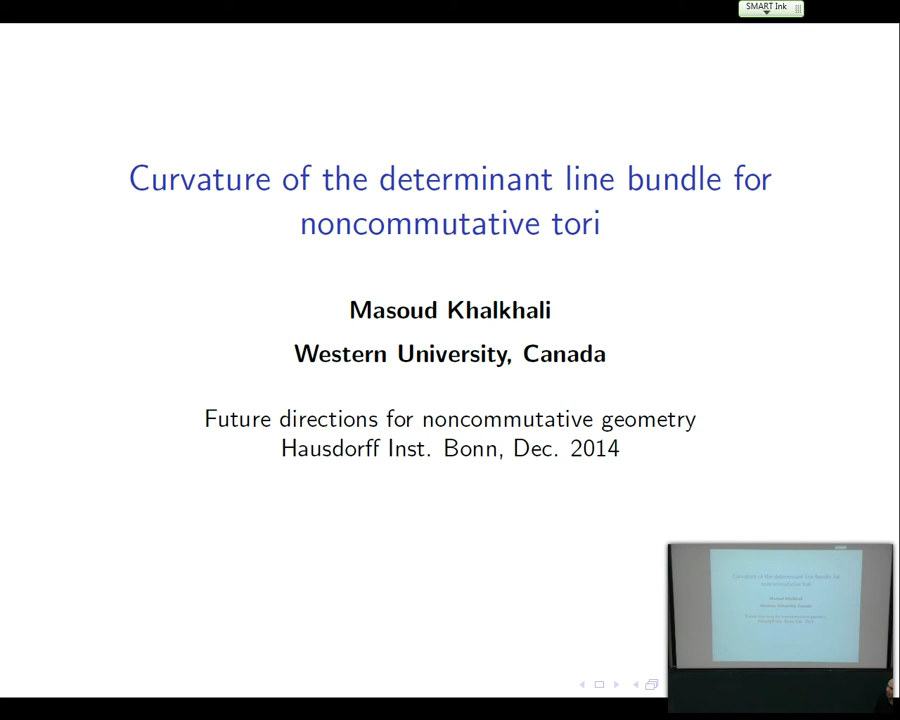 SMART Ink
Curvature of the determinant line bundle for
noncommutative tori
Masoud Khalkhali
Western University, Canada
Future directions for noncommutative geometry
Hausdorff Inst. Bonn, Dec. 2014